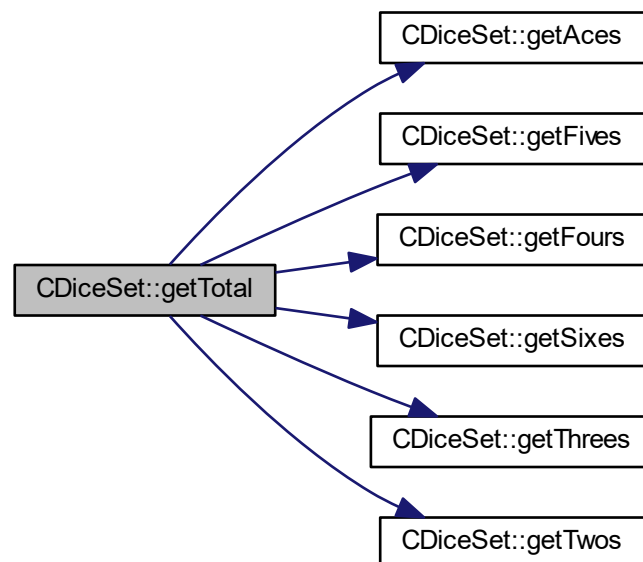 CDiceSet::getAces
CDiceSet::getFives
CDiceSet::getFours
CDiceSet::getTotal
CDiceSet::getSixes
CDiceSet::getThrees
CDiceSet::getTwos